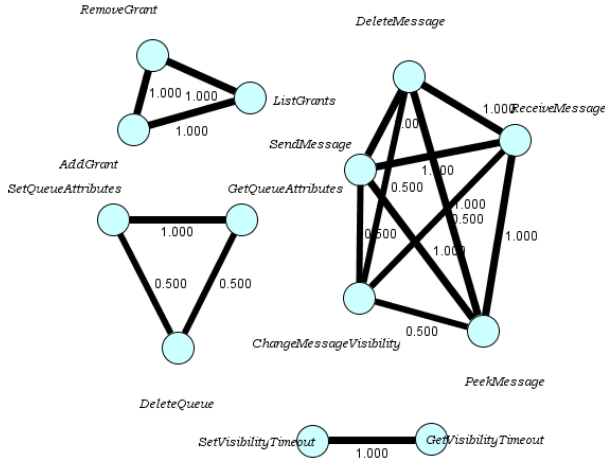 RemoveGrant
DeleteMessage
1.000
1.000
ListGrants
1.000
1.000
ReceiveMessage
.00
SendMessage
AddGrant
1.000
SetQueueAttributes
GetQueueAttributes
0.500
1.000
0.500
1.000
0.500
1.000
1.000
0.500
0.500
0.500
ChangeMessageVisibility
PeekMessage
DeleteQueue
SetVisibilityTimeout
GetVisibilityTimeout
1.000